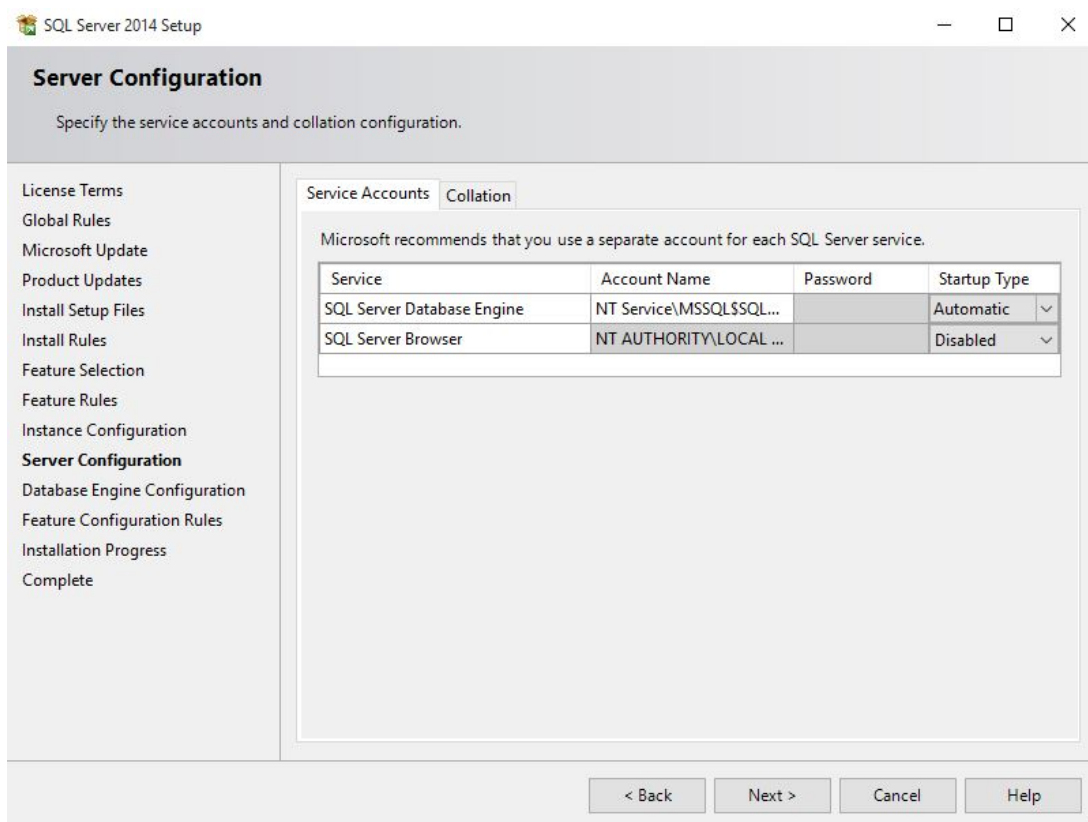 SQL Server 2014 Setup
Server Configuration
Specify the service accounts and collation configuration.
License Terms
Global Rules
Microsoft Update
Product Updates
Install Setup Files
Install Rules
Feature Selection
Feature Rules
Instance Configuration
Server Configuration
Database Engine Configuration
Feature Configuration Rules
Installation Progress
Complete
Service Accounts Collation
Microsoft recommends that you use a separate account for each SQL Server service.
Service Account Name Password Startup Type
SQL Server Database Engine NT Service\MSSQL$SQL... Automatic
SQL Server Browser NT AUTHORITY\LOCAL ... Disabled
< Back Next > Cancel Help